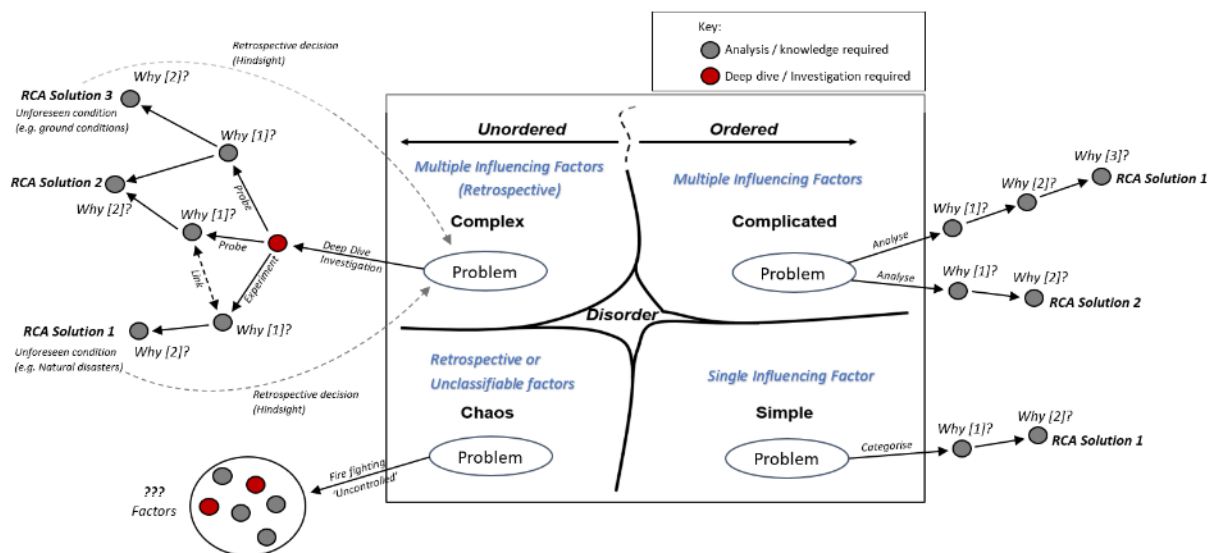 Key:
Analysis / knowledge required
Deep dive / Investigation required
Retrospective decision
(Hindsight)
Why [2]?
RCA Solution 3
Unforeseen condition
(e.g. ground conditions)
Why [1]?
RCA Solution 2
Why [2]?
Why [1]?
Probe
Probe
Link
Experiment
Deep Dive
Investigation
RCA Solution 1
Why [2]?
Why [1]?
Unforeseen condition
(e.g. Natural disasters)
Retrospective decision
(Hindsight)
Unordered
Ordered
Multiple Influencing Factors
(Retrospective)
Complex
Problem
Multiple Influencing Factors
Complicated
Problem
Analyse
Why [1]?
Why [2]?
Why [3]?
RCA Solution 1
Analyse
Why [1]?
Why [2]?
RCA Solution 2
Disorder
Retrospective or
Unclassifiable factors
Chaos
Problem
Fire fighting
'Uncontrolled'
???
Factors
Single Influencing Factor
Simple
Problem
Categorise
Why [1]?
Why [2]?
RCA Solution 1